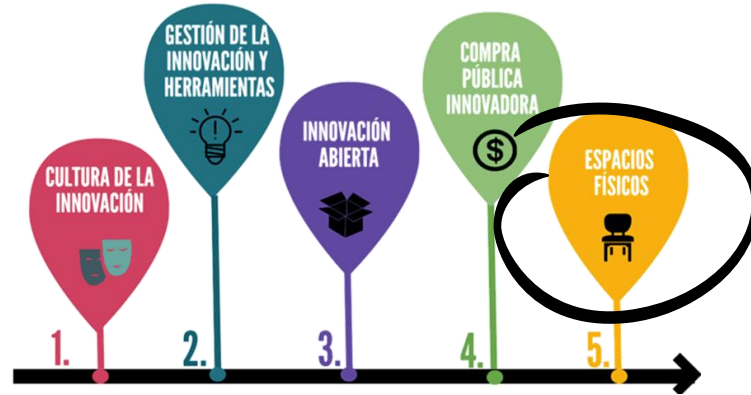 CULTURA DE LA
INNOVACIÓN
GESTIÓN DE LA
INNOVACIÓN Y
HERRAMIENTAS
INNOVACIÓN
ABIERTA
COMPRA
PÚBLICA
INNOVADORA
$
ESPACIOS
FÍSICOS
1.
2.
3.
4.
5.